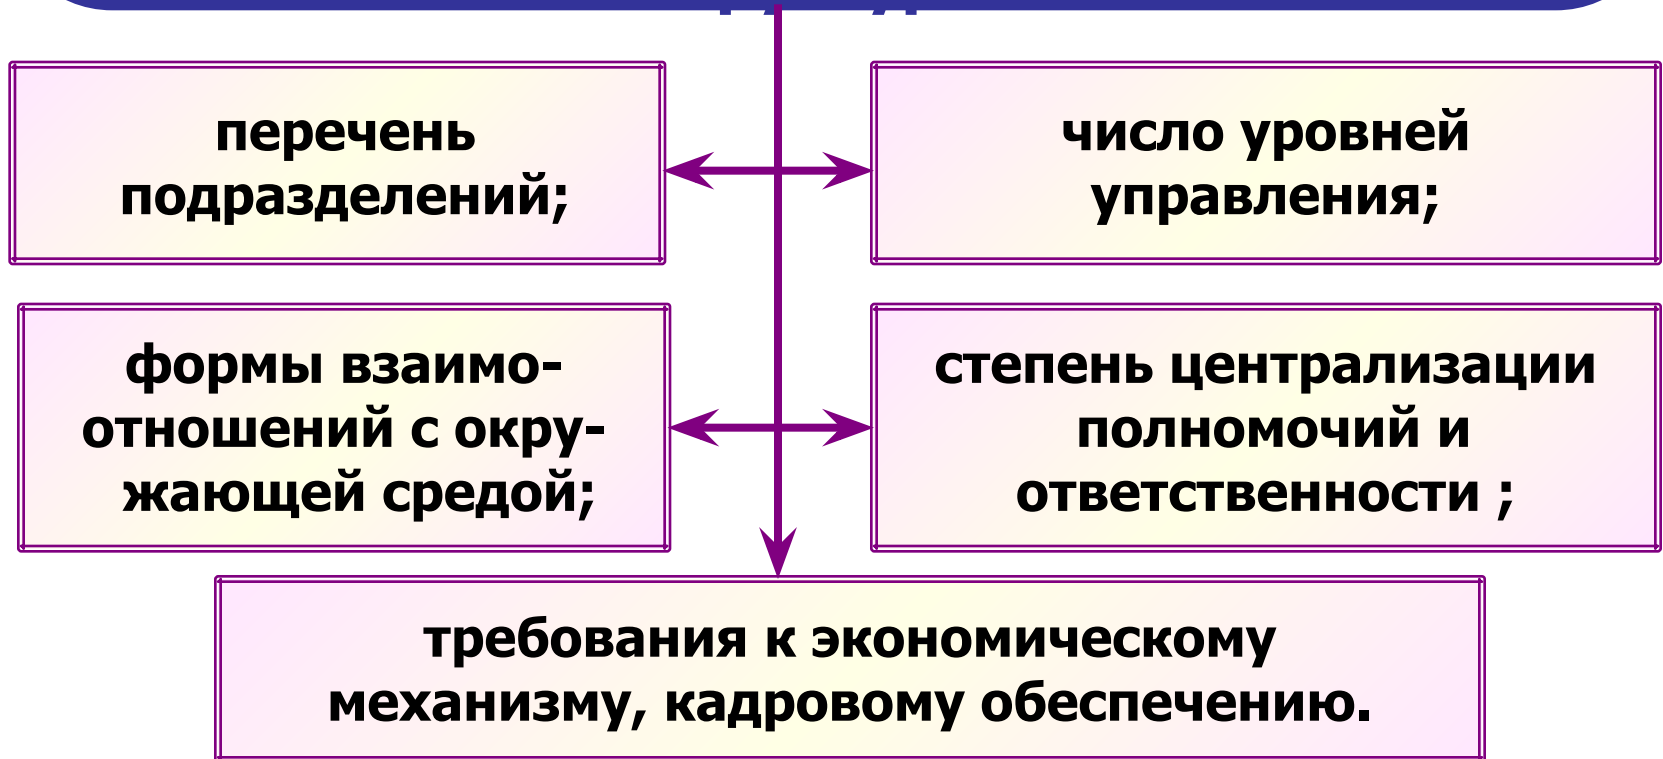 перечень
подразделений;
число уровней
управления;
формы взаимо-
отношений с окру-
жающей средой;
степень централизации
полномочий и
ответственности ;
требования к экономическому
механизму, кадровому обеспечению.